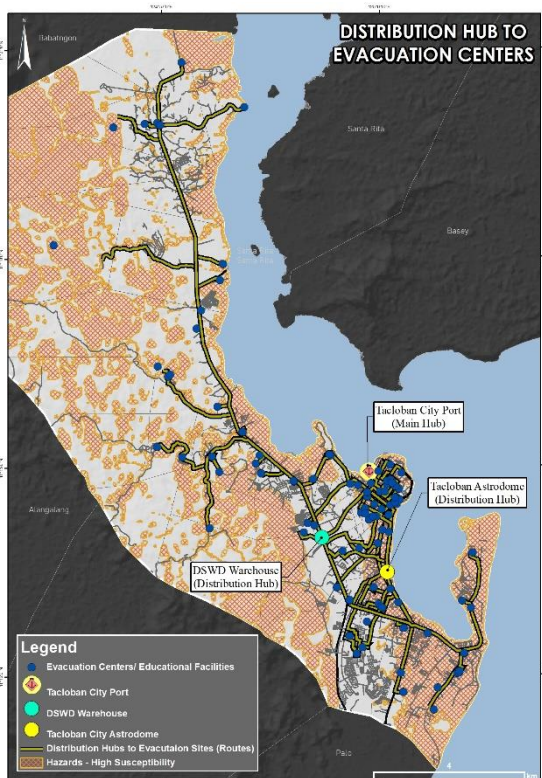 DISTRIBUTION HUB TO
EVACUATION CENTERS
Babatngon
Santa Rita
Basey
Tacloban City Port
(Main Hub)
Tacloban Astrodome
(Distribution Hub)
Alangalang
DSWD Warehouse
(Distribution Hub)
Legend
Evacuation Centers/ Educational Facilities
Tacloban City Port
DSWD Warehouse
Tacloban City Astrodome
Distribution Hubs to Evacutaion Sites (Routes)
Hazards - High Susceptibility
Palo
4
km